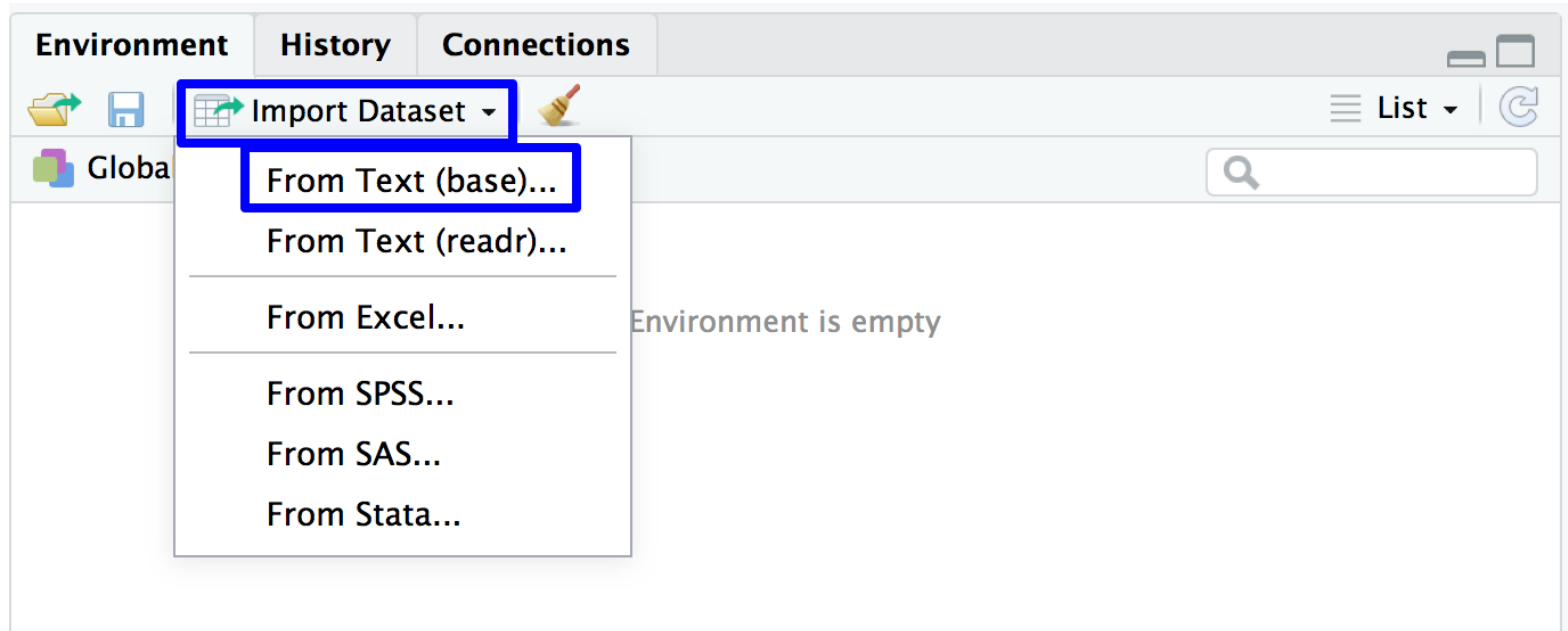 Environment History Connections
Import Dataset List
Globa
From Text (base)...
From Text (readr)...
From Excel...
Environment is empty
From SPSS...
From SAS...
From Stata...